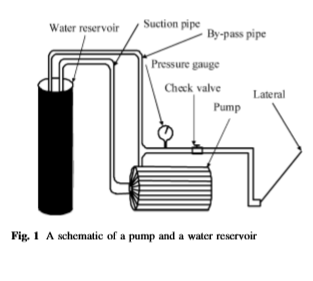 Water reservoir
Suction pipe
By-pass pipe
Pressure gauge
Check valve
Lateral
Pump
Fig. 1 A schematic of a pump and a water reservoir